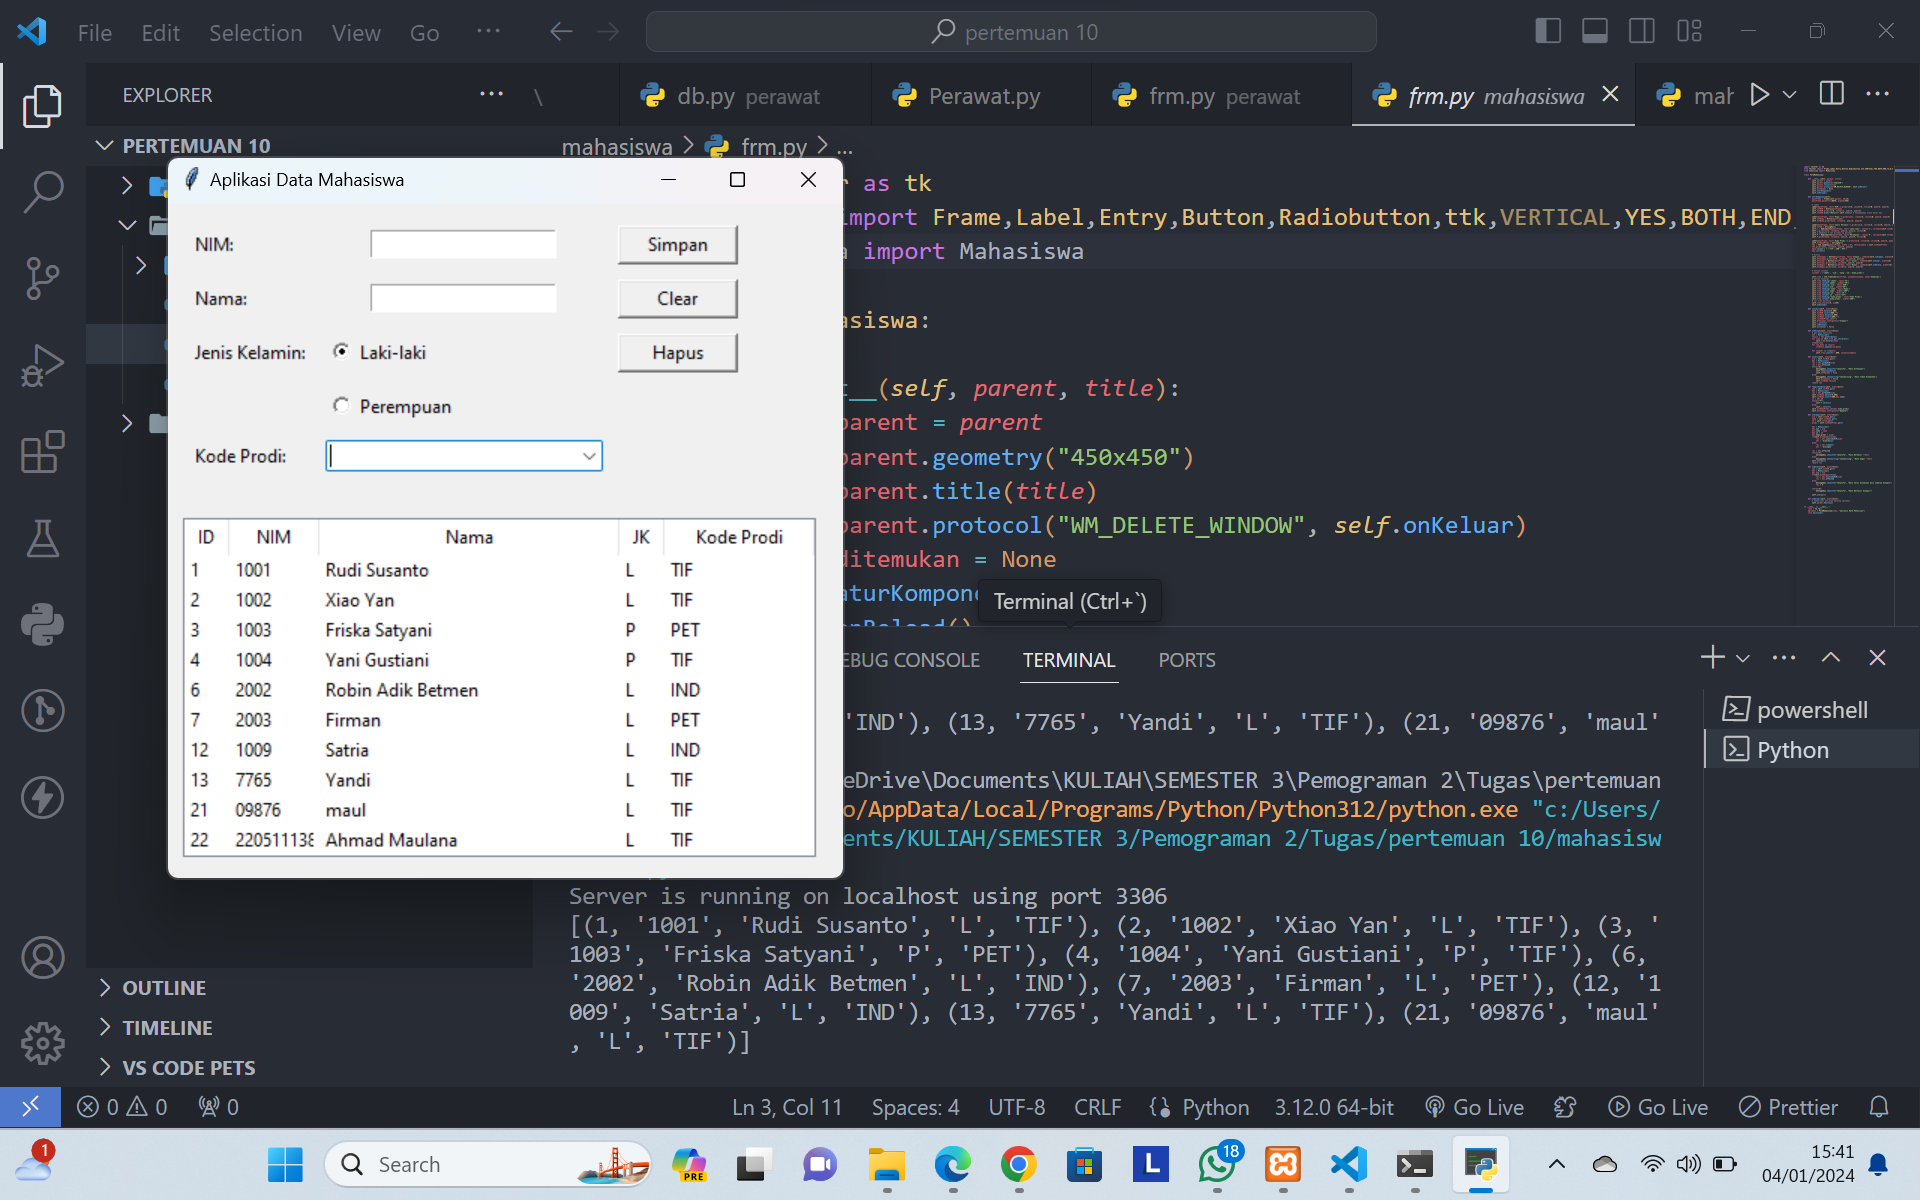 File Edit Selection View Go ...
pertemuan 10
EXPLORER
db.py perawat
Perawat.py
frm.py perawat
frm.py mahasiswa
PERTEMUAN 10
mahasiswa > frm.py > ...
Aplikasi Data Mahasiswa
NIM:
Simpan
Nama:
Clear
Jenis Kelamin:
Laki-laki
Hapus
Perempuan
Kode Prodi:
ID NIM Nama JK Kode Prodi
1 1001 Rudi Susanto L TIF
2 1002 Xiao Yan L TIF
3 1003 Friska Satyani P PET
4 1004 Yani Gustiani P TIF
6 2002 Robin Adik Betmen L IND
7 2003 Firman L PET
12 1009 Satria L IND
13 7765 Yandi L TIF
21 09876 maul L TIF
22 220511138 Ahmad Maulana L TIF
as tk
import Frame,Label,Entry,Button,Radiobutton,ttk,VERTICAL,YES,BOTH,END,
import Mahasiswa
asiswa:
__(self, parent, title):
parent = parent
parent.geometry("450x450")
parent.title(title)
parent.protocol("WM_DELETE_WINDOW", self.onKeluar)
ditemukan = None
aturKompon
Terminal (Ctrl+`)
EBUG CONSOLE
TERMINAL
PORTS
powershell
Python
'IND'), (13, '7765', 'Yandi', 'L', 'TIF'), (21, '09876', 'maul'
eDrive\Documents\KULIAH\SEMESTER 3\Pemograman 2\Tugas\pertemuan
o/AppData/Local/Programs/Python/Python312/python.exe "c:/Users/
ents/KULIAH/SEMESTER 3/Pemograman 2/Tugas/pertemuan 10/mahasisw
Server is running on localhost using port 3306
[(1, '1001', 'Rudi Susanto', 'L', 'TIF'), (2, '1002', 'Xiao Yan', 'L', 'TIF'), (3, '
1003', 'Friska Satyani', 'P', 'PET'), (4, '1004', 'Yani Gustiani', 'P', 'TIF'), (6,
'2002', 'Robin Adik Betmen', 'L', 'IND'), (7, '2003', 'Firman', 'L', 'PET'), (12, '1
009', 'Satria', 'L', 'IND'), (13, '7765', 'Yandi', 'L', 'TIF'), (21, '09876', 'maul'
, 'L', 'TIF')]
OUTLINE
TIMELINE
VS CODE PETS
0 0 0
Ln 3, Col 11 Spaces: 4 UTF-8 CRLF Python 3.12.0 64-bit Go Live Go Live Prettier
1
Search
PRE
L
18
15:41
04/01/2024